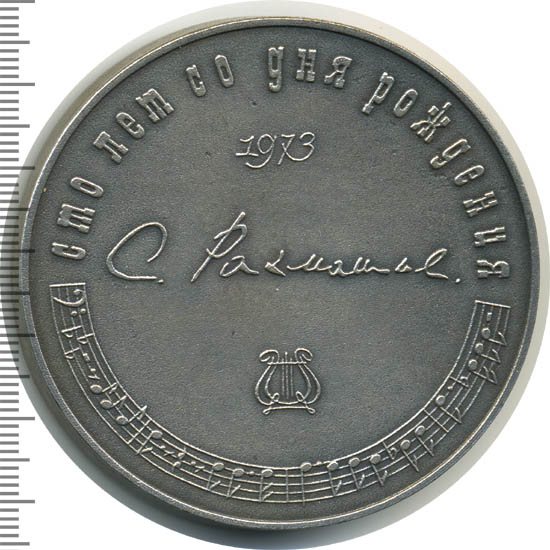 сто лет со дня рождения
1973
С. Рахманинов.